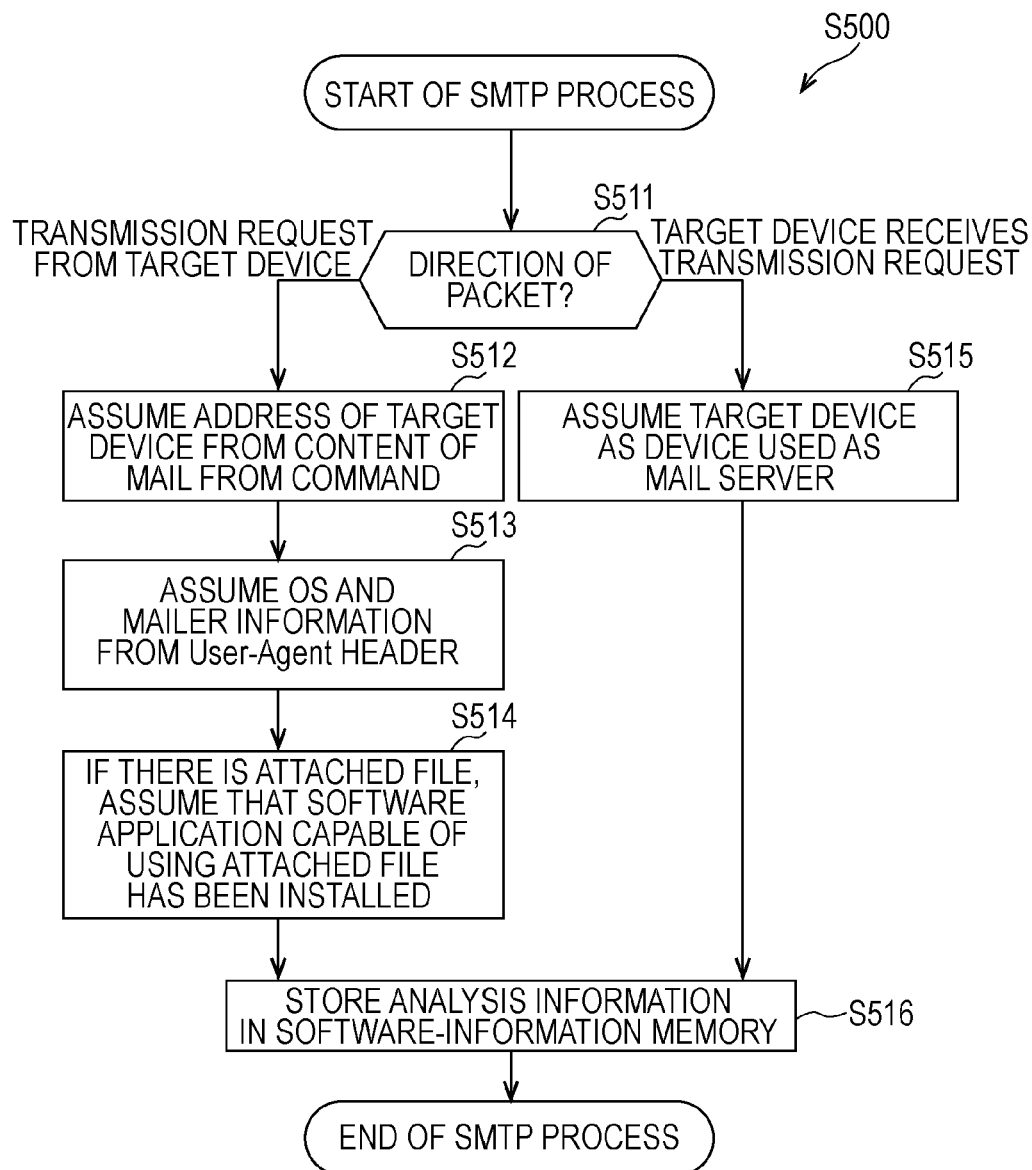 S500
START OF SMTP PROCESS
S511
TRANSMISSION REQUEST
FROM TARGET DEVICE
DIRECTION OF
PACKET?
TARGET DEVICE RECEIVES
TRANSMISSION REQUEST
S512
ASSUME ADDRESS OF TARGET
DEVICE FROM CONTENT OF
MAIL FROM COMMAND
S515
ASSUME TARGET DEVICE
AS DEVICE USED AS
MAIL SERVER
S513
ASSUME OS AND
MAILER INFORMATION
FROM User-Agent HEADER
S514
IF THERE IS ATTACHED FILE,
ASSUME THAT SOFTWARE
APPLICATION CAPABLE OF
USING ATTACHED FILE
HAS BEEN INSTALLED
STORE ANALYSIS INFORMATION
IN SOFTWARE-INFORMATION MEMORY
S516
END OF SMTP PROCESS